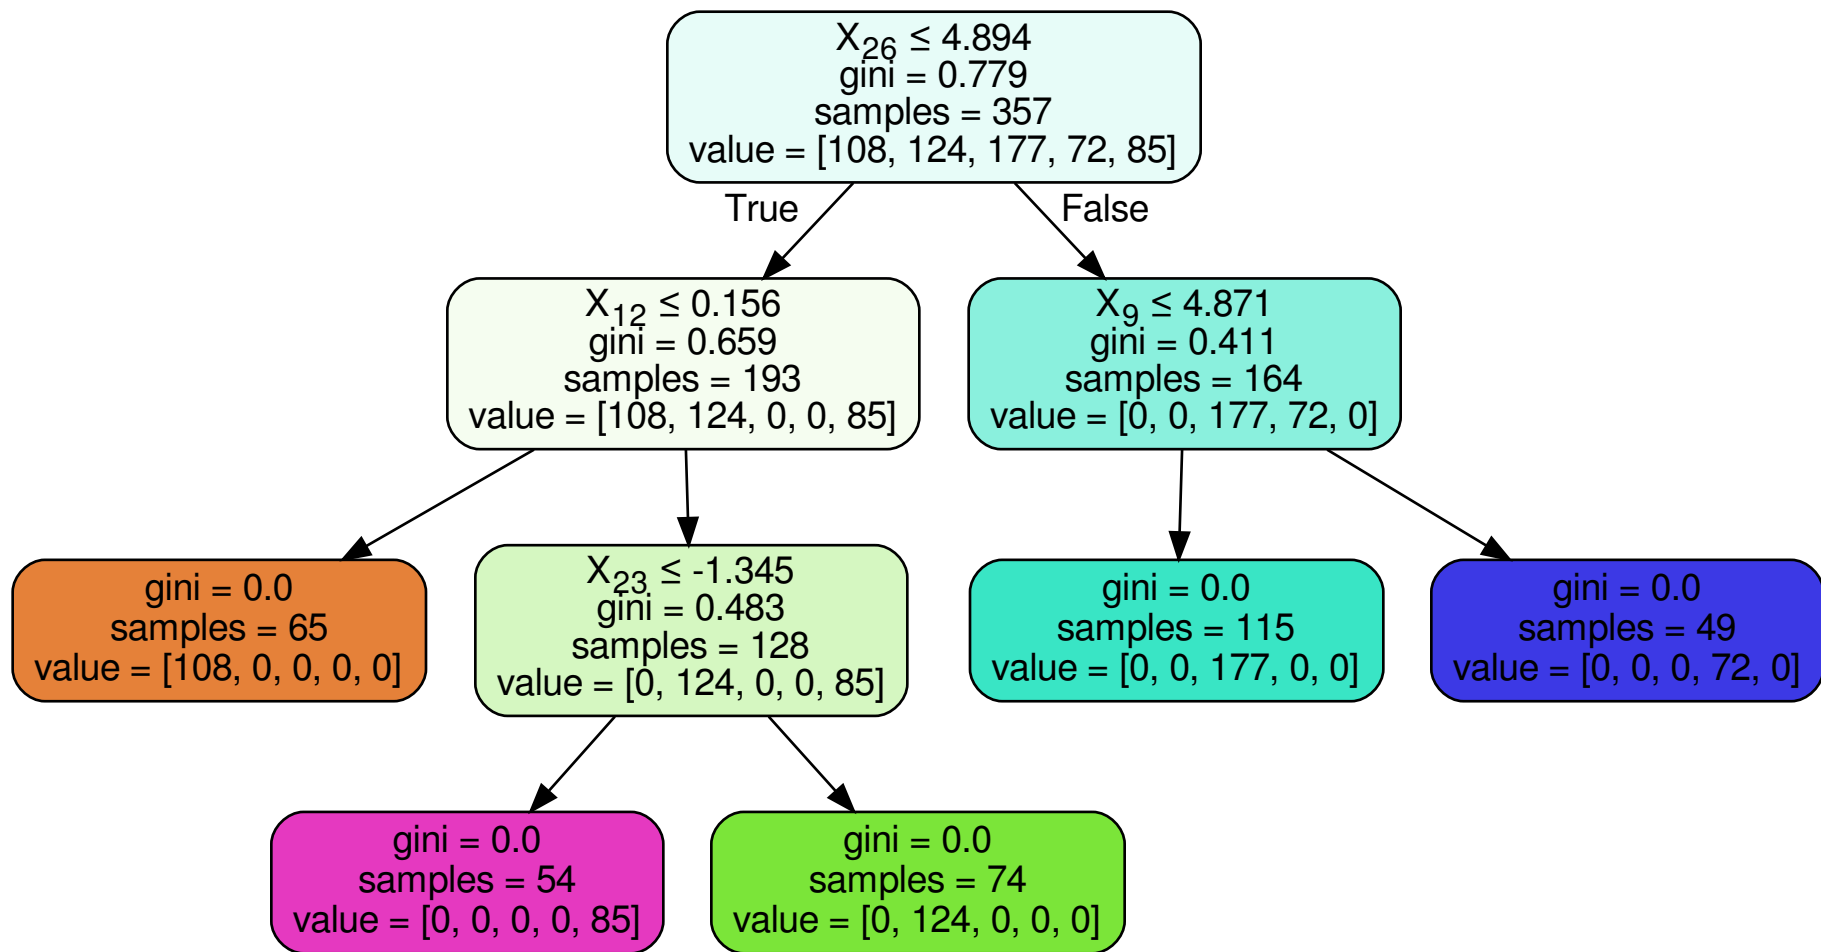 X₂₆ ≤ 4.894
gini = 0.779
samples = 357
value = [108, 124, 177, 72, 85]
True
False
X₁₂ ≤ 0.156
gini = 0.659
samples = 193
value = [108, 124, 0, 0, 85]
X₉ ≤ 4.871
gini = 0.411
samples = 164
value = [0, 0, 177, 72, 0]
gini = 0.0
samples = 65
value = [108, 0, 0, 0, 0]
X₂₃ ≤ -1.345
gini = 0.483
samples = 128
value = [0, 124, 0, 0, 85]
gini = 0.0
samples = 115
value = [0, 0, 177, 0, 0]
gini = 0.0
samples = 49
value = [0, 0, 0, 72, 0]
gini = 0.0
samples = 54
value = [0, 0, 0, 0, 85]
gini = 0.0
samples = 74
value = [0, 124, 0, 0, 0]